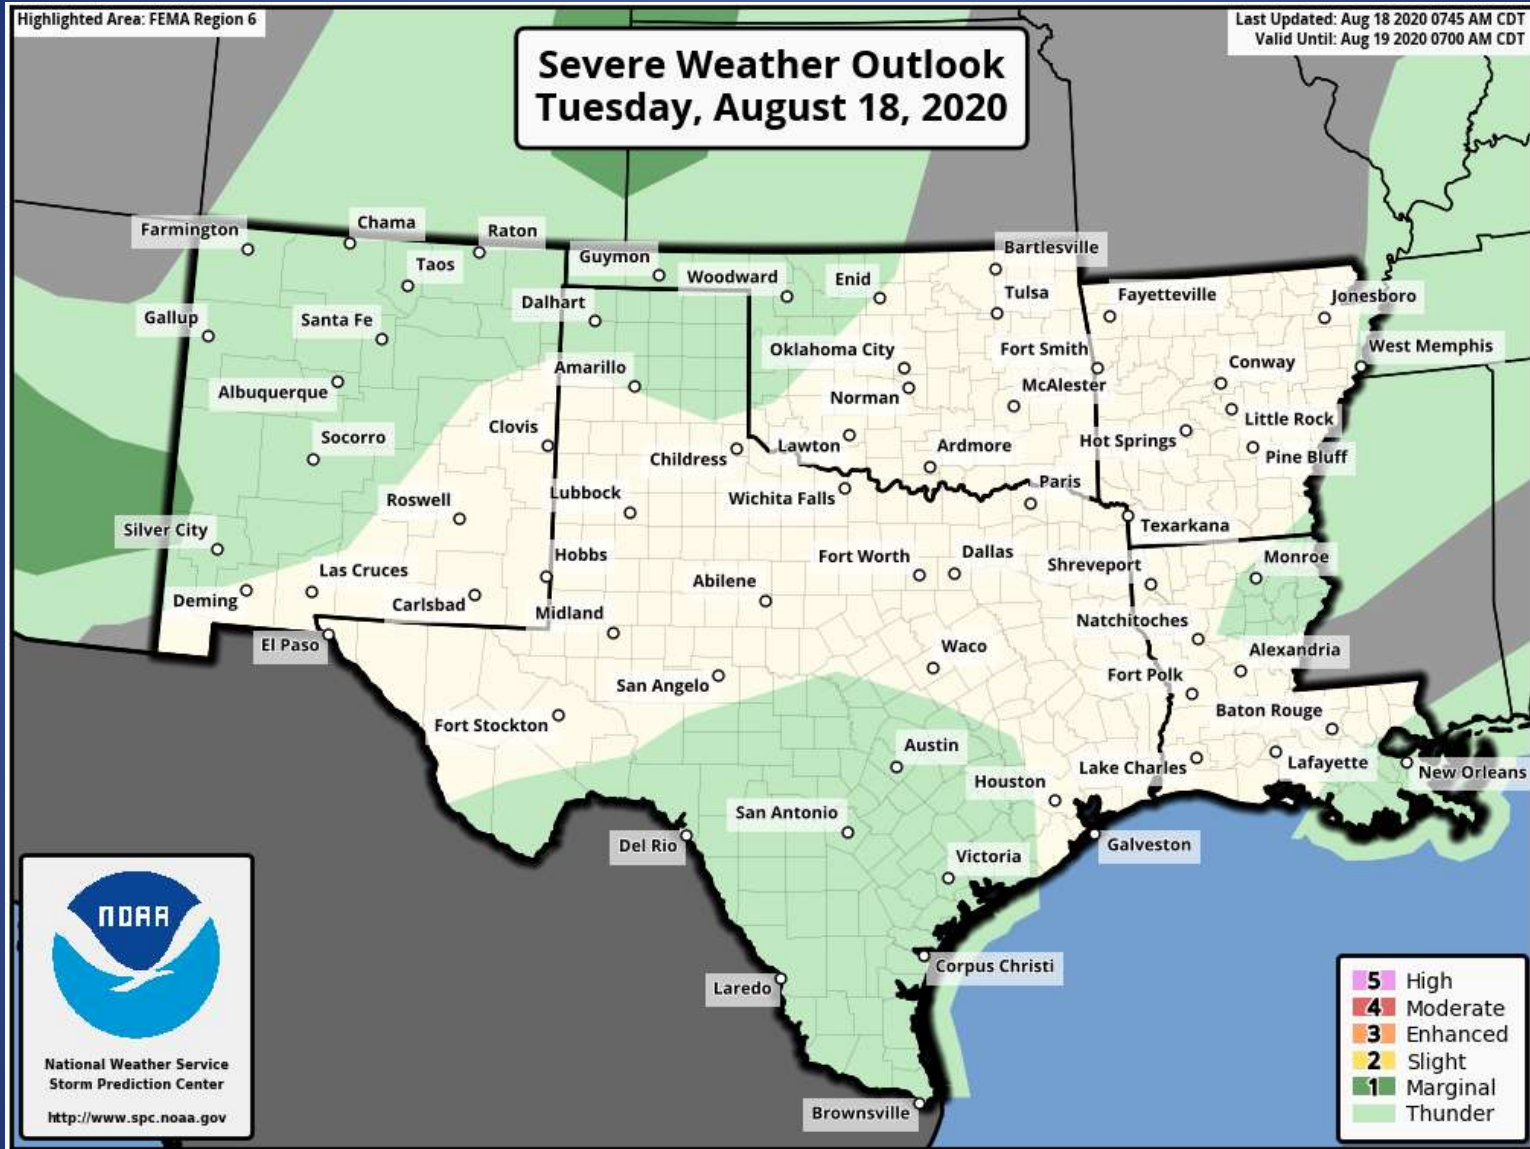 Highlighted Area: FEMA Region 6
Last Updated: Aug 18 2020 0745 AM CDT
Valid Until: Aug 19 2020 0700 AM CDT
Severe Weather Outlook
Tuesday, August 18, 2020
Farmington
Chama
Raton
Taos
Guymon
Woodward
Enid
Bartlesville
Tulsa
Fayetteville
Jonesboro
Gallup
Santa Fe
Dalhart
Oklahoma City
Fort Smith
Conway
West Memphis
Amarillo
Albuquerque
Norman
McAlester
Little Rock
Clovis
Socorro
Childress
Lawton
Ardmore
Hot Springs
Pine Bluff
Roswell
Lubbock
Wichita Falls
Paris
Texarkana
Silver City
Hobbs
Fort Worth
Dallas
Shreveport
Monroe
Las Cruces
Deming
Carlsbad
Midland
Abilene
Natchitoches
El Paso
Waco
Alexandria
San Angelo
Fort Polk
Fort Stockton
Baton Rouge
Austin
Houston
Lake Charles
Lafayette
New Orleans
San Antonio
Del Rio
Victoria
Galveston
Laredo
Corpus Christi
Brownsville
NOAA
National Weather Service
Storm Prediction Center
http://www.spc.noaa.gov
5 High
4 Moderate
3 Enhanced
2 Slight
1 Marginal
Thunder